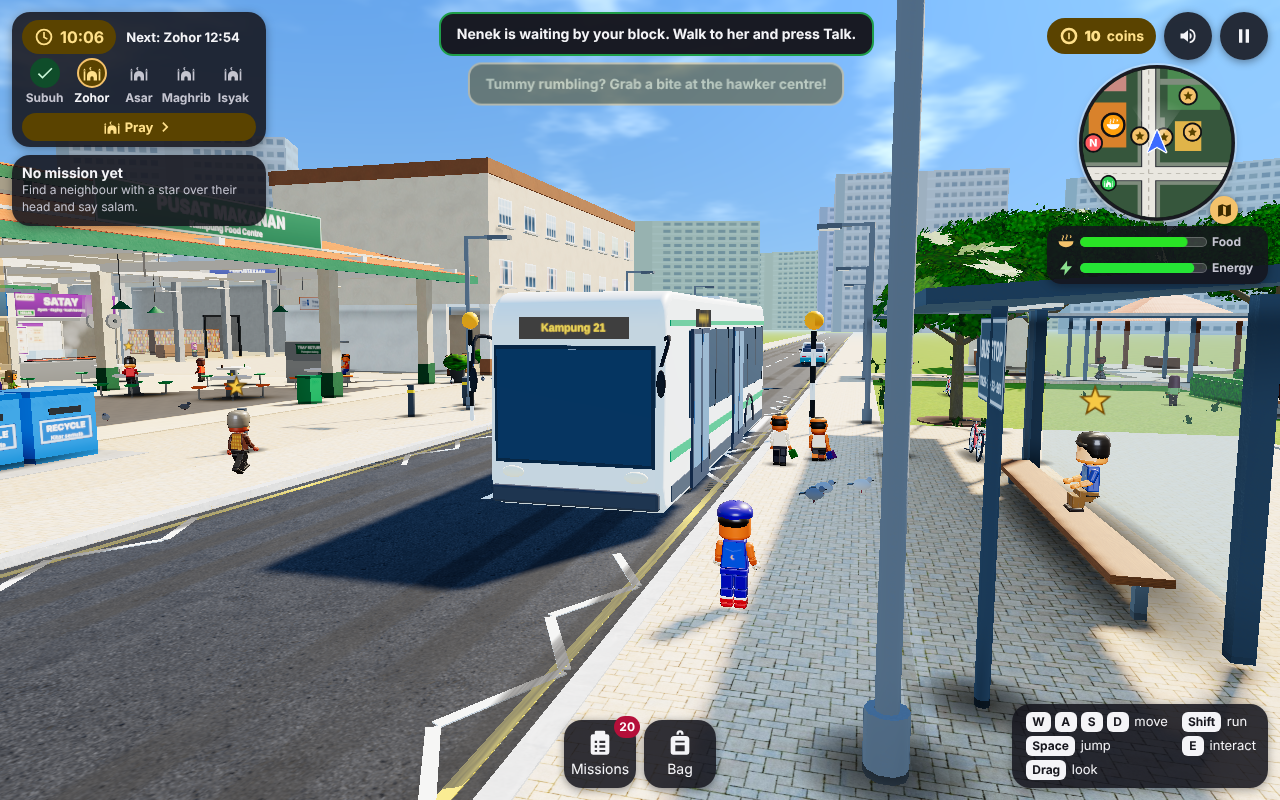 10:06
Next: Zohor 12:54
Subuh
Zohor
Asar
Maghrib
Isyak
Pray
No mission yet
Find a neighbour with a star over their
head and say salam.
Nenek is waiting by your block. Walk to her and press Talk.
Tummy rumbling? Grab a bite at the hawker centre!
10 coins
N
Food
Energy
PUSAT MAKANAN
Kampung Food Centre
SATAY
RECYCLE
Kampung 21
BUS STOP
20
Missions
Bag
W A S D move
Shift run
Space jump
E interact
Drag look